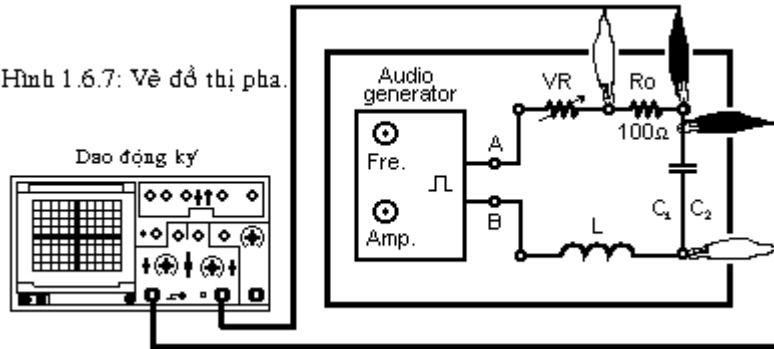 Hình 1.6.7: Vẽ đồ thị pha.
Audio
generator
VR
Ro
100Ω
A
Fre.
B
Amp.
L
C₁
C₂
Dao động ký